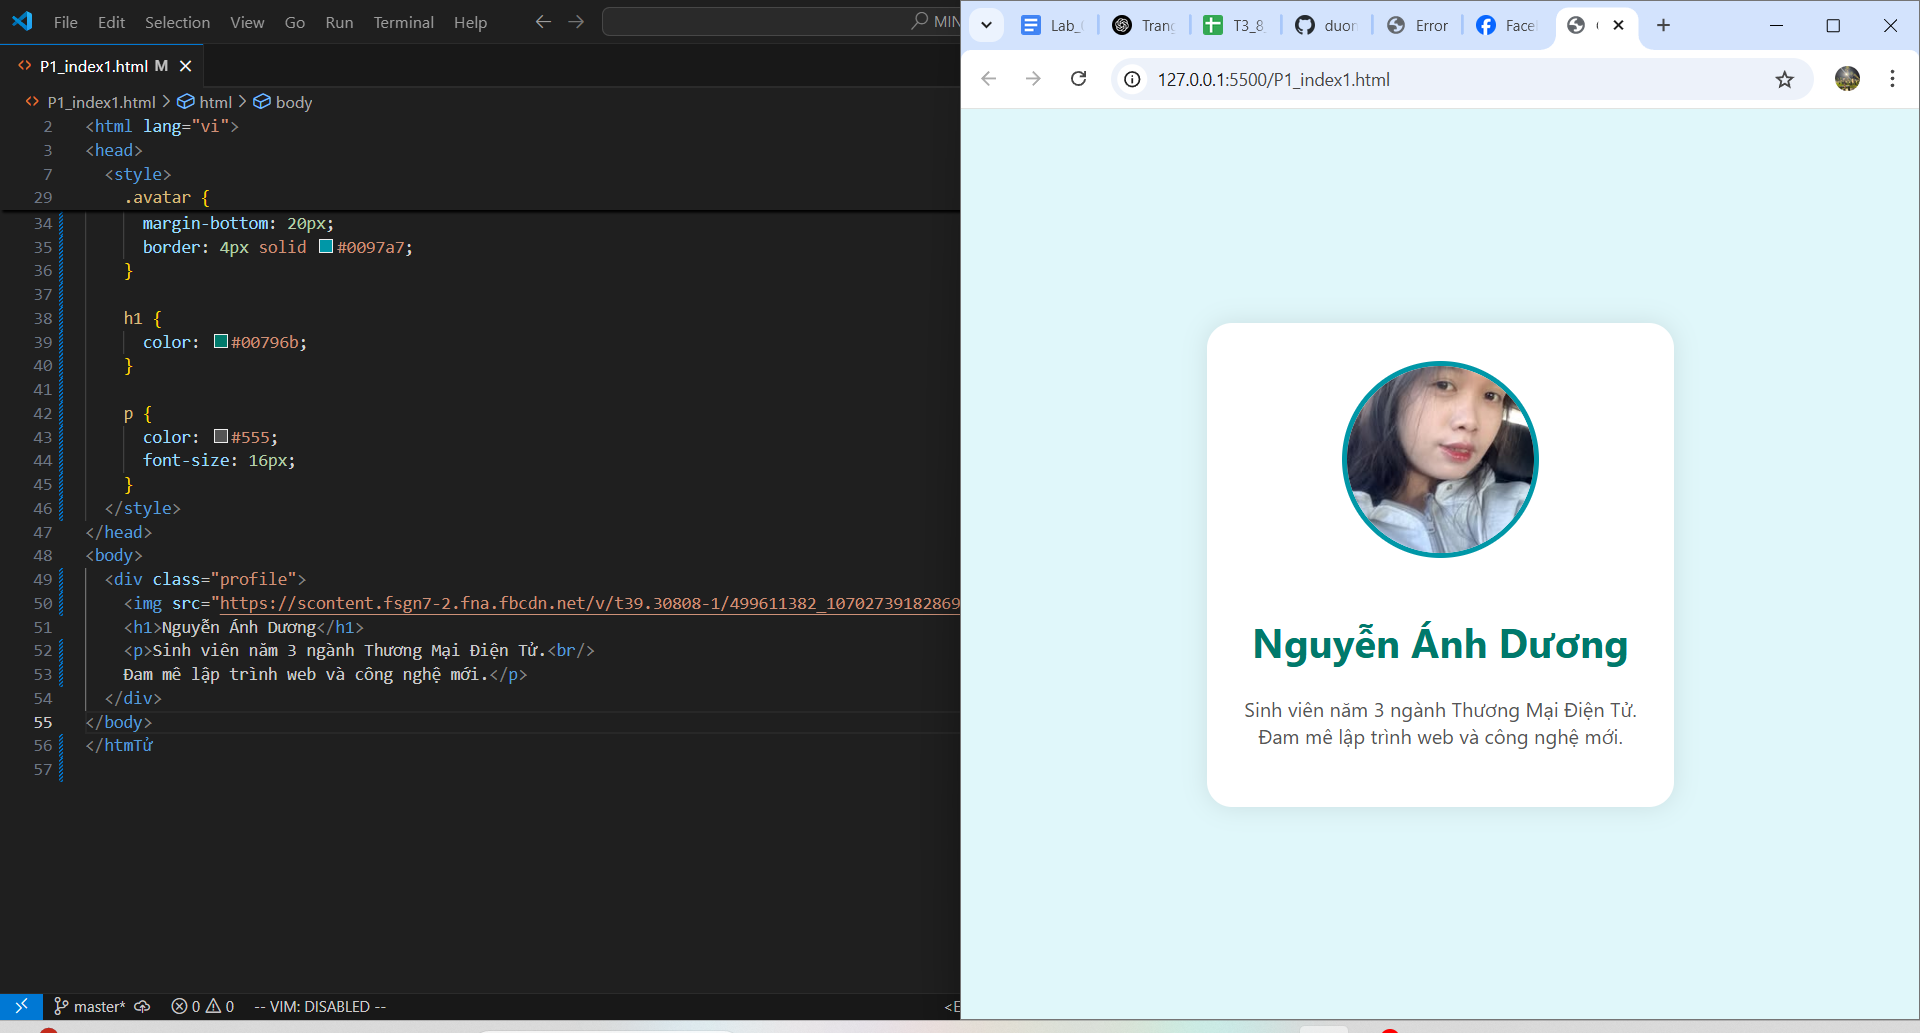 File Edit Selection View Go Run Terminal Help
MIN
P1_index1.html M
P1_index1.html html body
2 <html lang="vi">
3 <head>
7 <style>
29 .avatar {
34 margin-bottom: 20px;
35 border: 4px solid #0097a7;
36 }
37
38 h1 {
39 color: #00796b;
40 }
41
42 p {
43 color: #555;
44 font-size: 16px;
45 }
46 </style>
47 </head>
48 <body>
49 <div class="profile">
50 <img src="https://scontent.fsgn7-2.fna.fbcdn.net/v/t39.30808-1/499611382_10702739182869
51 <h1>Nguyễn Ánh Dương</h1>
52 <p>Sinh viên năm 3 ngành Thương Mại Điện Tử.<br/>
53 Đam mê lập trình web và công nghệ mới.</p>
54 </div>
55 </body>
56 </htmTử
57
master* 0 0 -- VIM: DISABLED --
<E
Lab_ Trang T3_8_ duon Error Face
127.0.0.1:5500/P1_index1.html
Nguyễn Ánh Dương
Sinh viên năm 3 ngành Thương Mại Điện Tử.
Đam mê lập trình web và công nghệ mới.